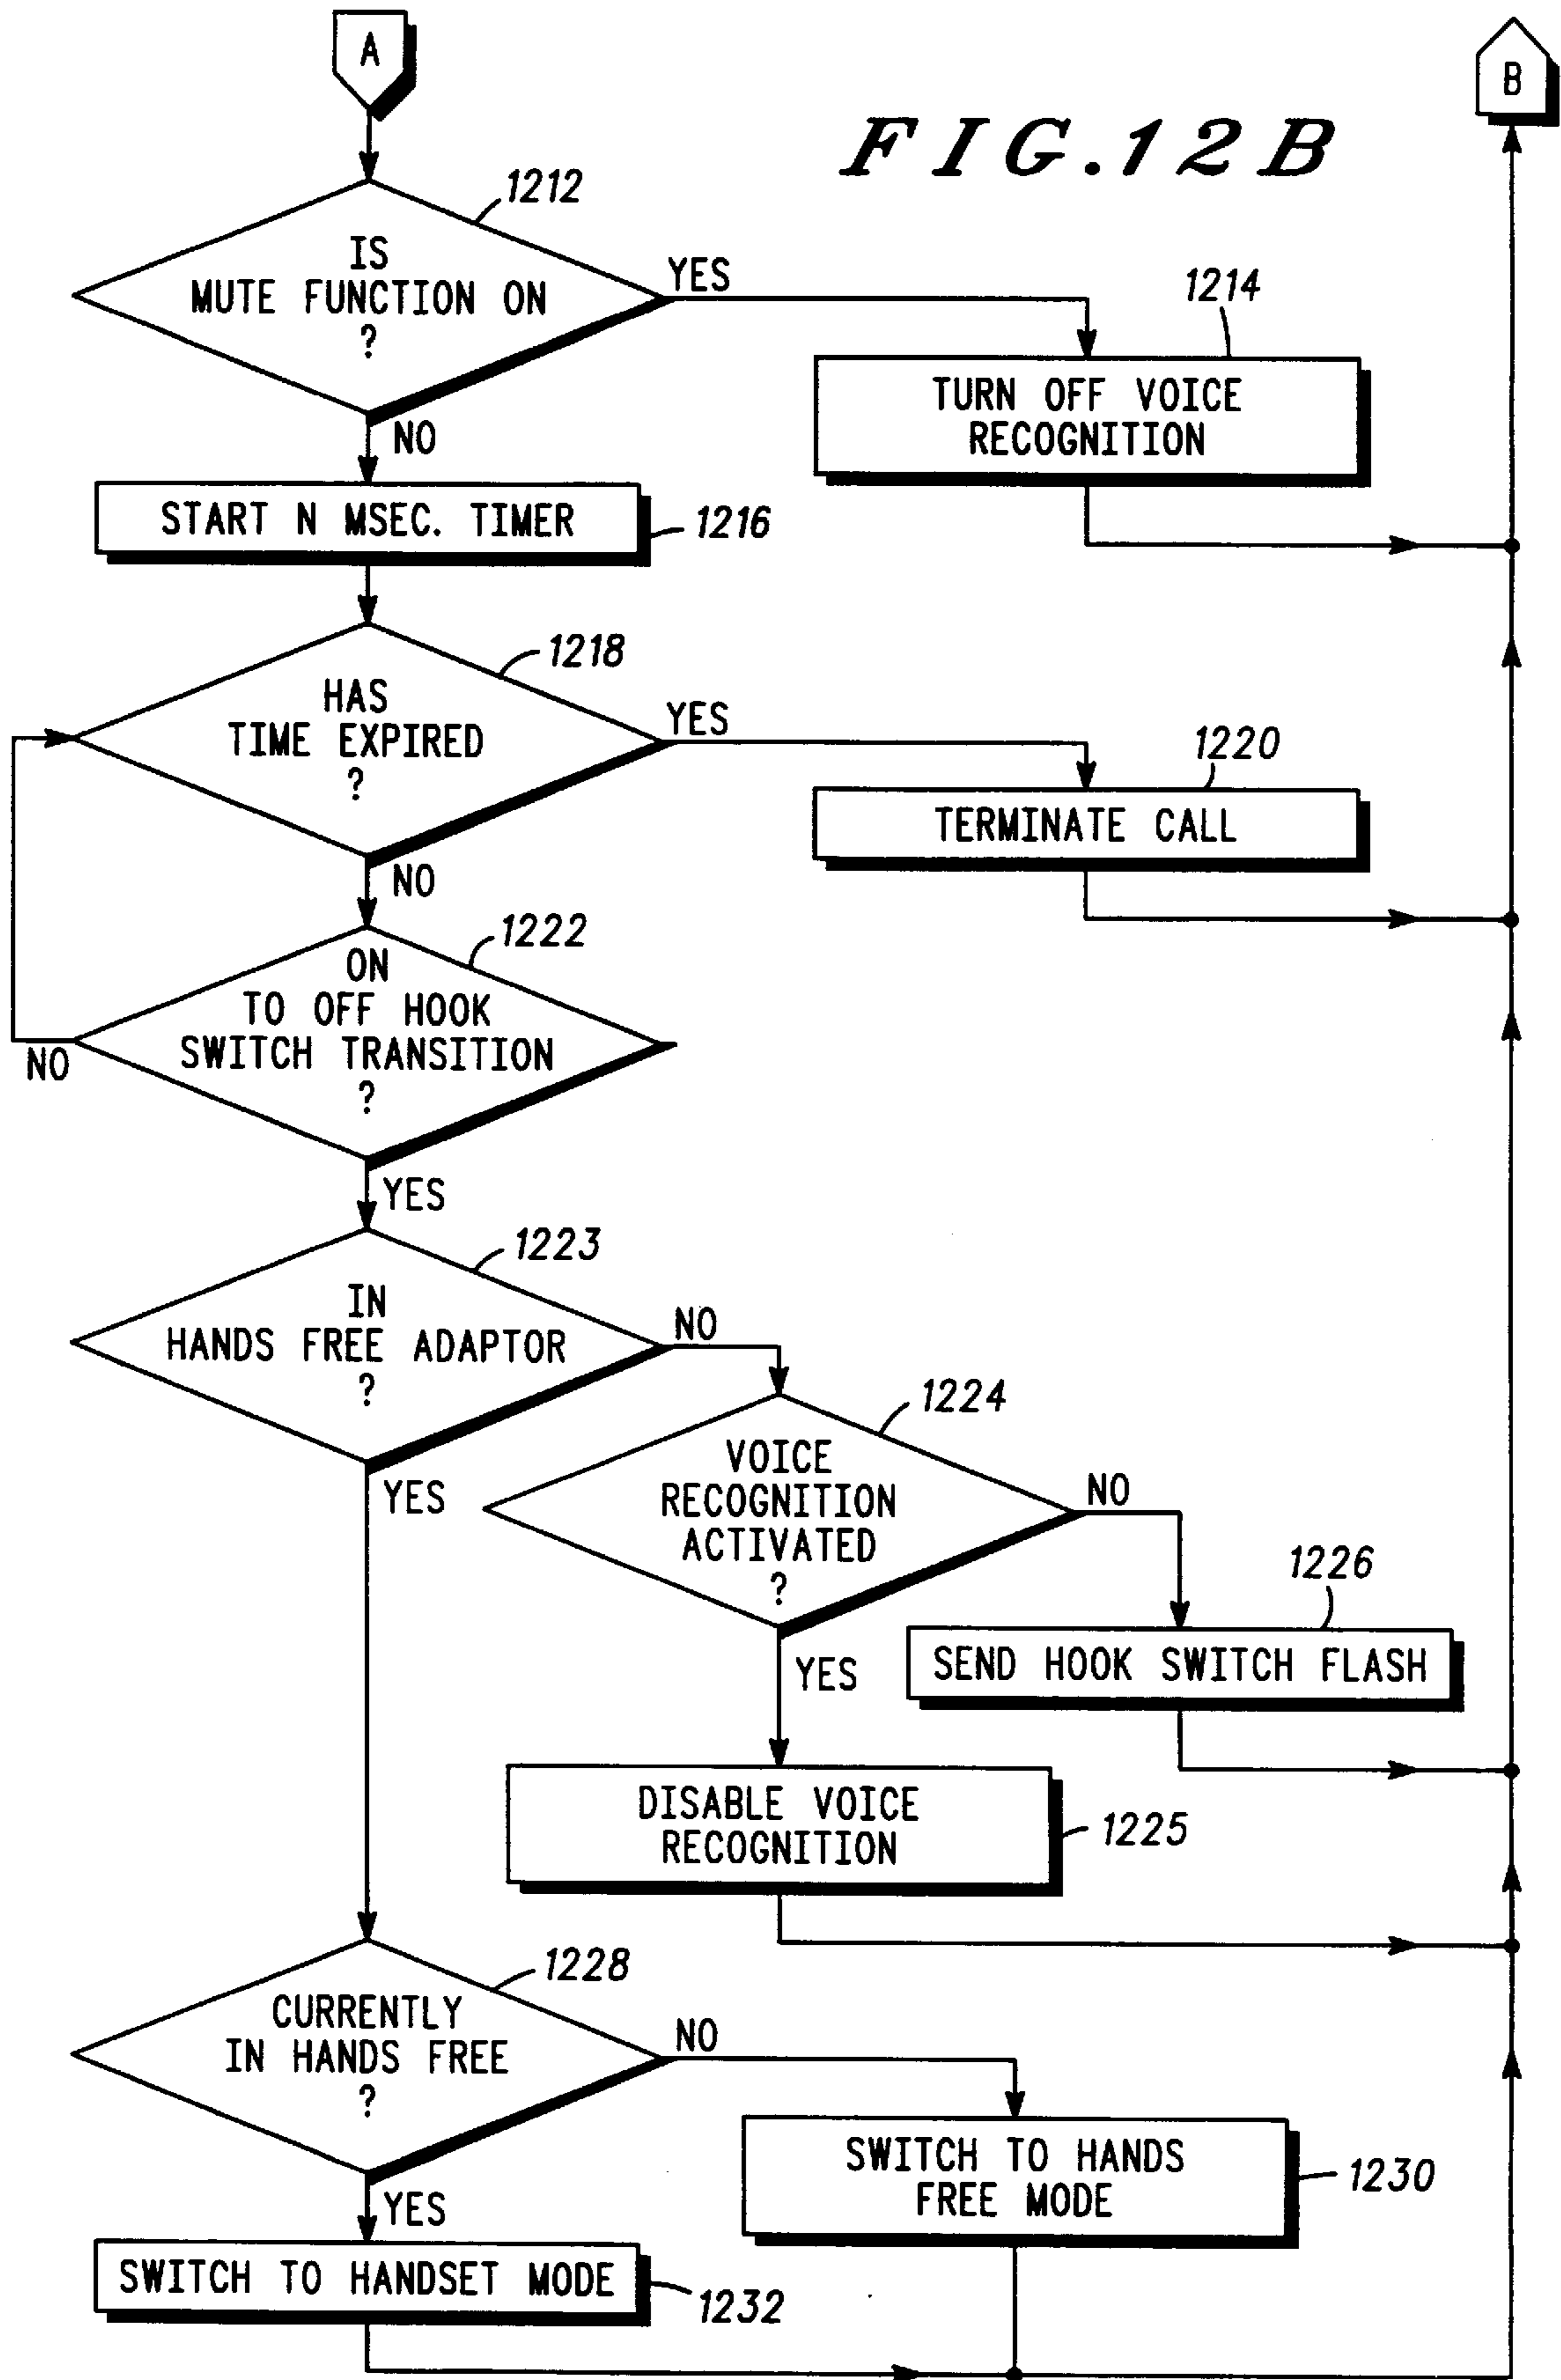 A
B
FIG.12B
1212
IS
MUTE FUNCTION ON
?
YES
1214
TURN OFF VOICE
RECOGNITION
NO
START N MSEC. TIMER
1216
1218
HAS
TIME EXPIRED
?
YES
1220
TERMINATE CALL
NO
1222
ON
TO OFF HOOK
SWITCH TRANSITION
?
NO
YES
1223
IN
HANDS FREE ADAPTOR
?
NO
1224
VOICE
RECOGNITION
ACTIVATED
?
NO
YES
1226
SEND HOOK SWITCH FLASH
YES
DISABLE VOICE
RECOGNITION
1225
1228
CURRENTLY
IN HANDS FREE
?
NO
SWITCH TO HANDS
FREE MODE
1230
YES
SWITCH TO HANDSET MODE
1232